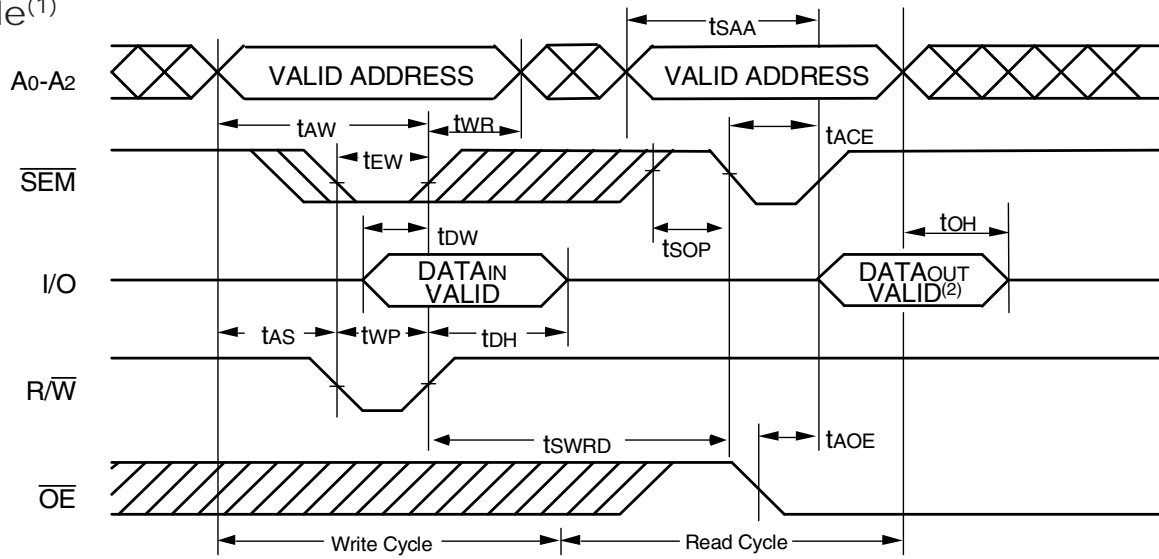 le(1)
tSAA
A0-A2
VALID ADDRESS
VALID ADDRESS
tAW
tWR
tACE
tEW
SEM
tDW
tSOP
tOH
I/O
DATAIN
VALID
DATAOUT
VALID(2)
tAS
tWP
tDH
R/W
tSWRD
tAOE
OE
Write Cycle
Read Cycle